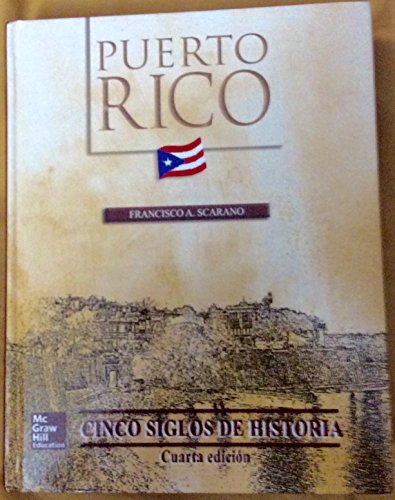 PUERTO
RICO
FRANCISCO A. SCARANO
Mc
Graw
Hill
Education
CINCO SIGLOS DE HISTORIA
Cuarta edición